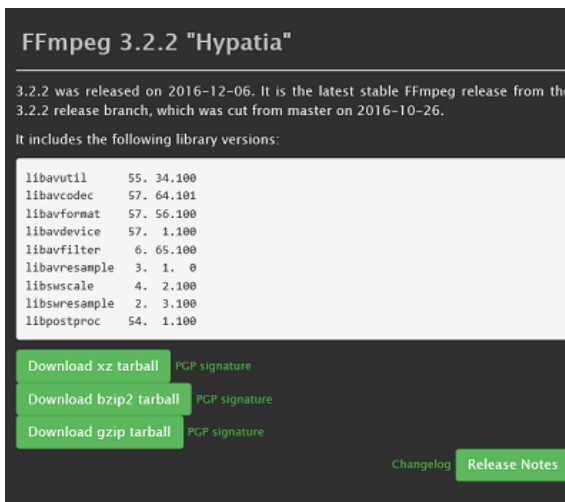 FFmpeg 3.2.2 "Hypatia"
3.2.2 was released on 2016-12-06. It is the latest stable FFmpeg release from the
3.2.2 release branch, which was cut from master on 2016-10-26.
It includes the following library versions:
libavutil 55. 34.100
libavcodec 57. 64.101
libavformat 57. 56.100
libavdevice 57. 1.100
libavfilter 6. 65.100
libavresample 3. 1. 0
libswscale 4. 2.100
libswresample 2. 3.100
libpostproc 54. 1.100
Download xz tarball PGP signature
Download bzip2 tarball PGP signature
Download gzip tarball PGP signature
Changelog Release Notes